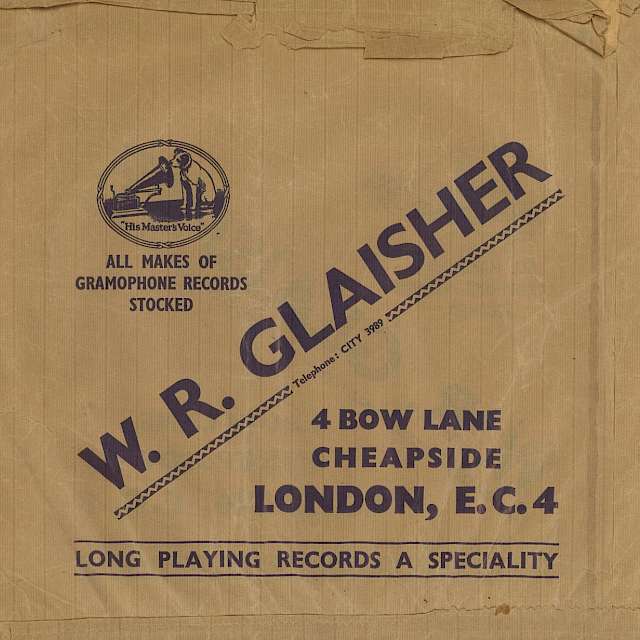 "His Master's Voice"
ALL MAKES OF
GRAMOPHONE RECORDS
STOCKED
W. R. GLAISHER
Telephone: CITY 3989
4 BOW LANE
CHEAPSIDE
LONDON, E.C.4
LONG PLAYING RECORDS A SPECIALITY